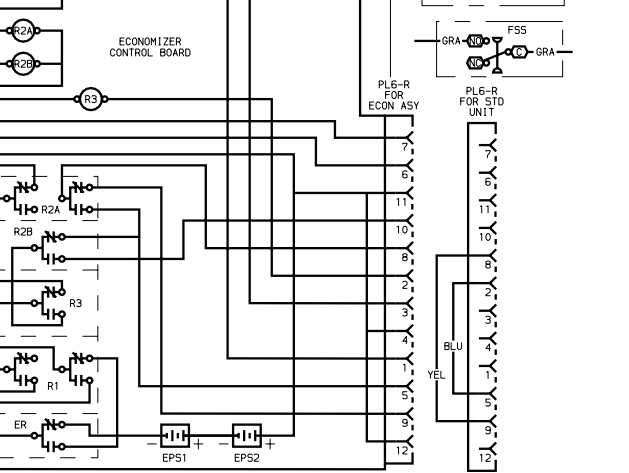 R2A
R2B
ECONOMIZER
CONTROL BOARD
R3
FSS
GRA
NO
NC
C
GRA
PL6-R
FOR
ECON ASY
PL6-R
FOR STD
UNIT
7
6
11
10
8
2
3
4
1
5
9
12
7
6
11
10
8
2
3
4
1
5
9
12
BLU
YEL
R2A
R2B
R3
R1
ER
- +
- +
EPS1
EPS2